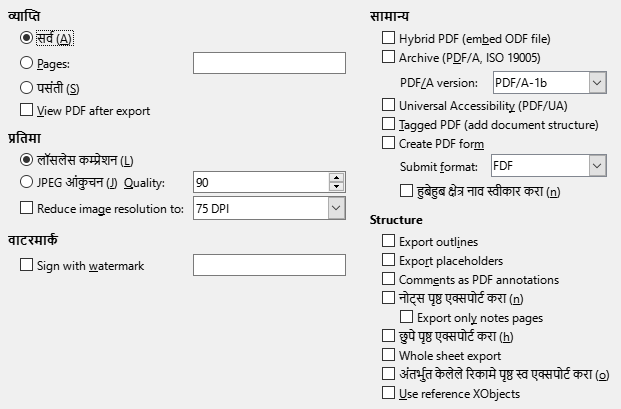 व्याप्ति
सर्व (A)
Pages:
पसंती (S)
View PDF after export
प्रतिमा
लॉसलेस कम्प्रेशन (L)
JPEG आंकुचन (J) Quality: 90
Reduce image resolution to: 75 DPI
वाटरमार्क
Sign with watermark
सामान्य
Hybrid PDF (embed ODF file)
Archive (PDF/A, ISO 19005)
PDF/A version: PDF/A-1b
Universal Accessibility (PDF/UA)
Tagged PDF (add document structure)
Create PDF form
Submit format: FDF
हुबेहुब क्षेत्र नाव स्वीकार करा (n)
Structure
Export outlines
Export placeholders
Comments as PDF annotations
नोट्स पृष्ठ एक्सपोर्ट करा (n)
Export only notes pages
छुपे पृष्ठ एक्सपोर्ट करा (h)
Whole sheet export
अंतर्भुत केलेले रिकामे पृष्ठ स्व एक्सपोर्ट करा (o)
Use reference XObjects